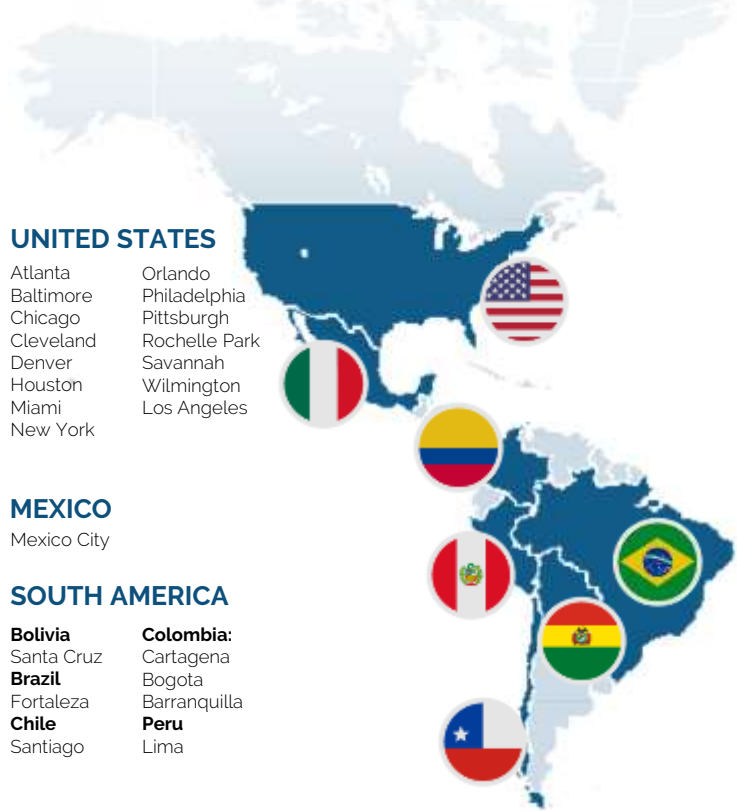 UNITED STATES
Atlanta
Baltimore
Chicago
Cleveland
Denver
Houston
Miami
New York
Orlando
Philadelphia
Pittsburgh
Rochelle Park
Savannah
Wilmington
Los Angeles
MEXICO
Mexico City
SOUTH AMERICA
Bolivia
Santa Cruz
Brazil
Fortaleza
Chile
Santiago
Colombia:
Cartagena
Bogota
Barranquilla
Peru
Lima